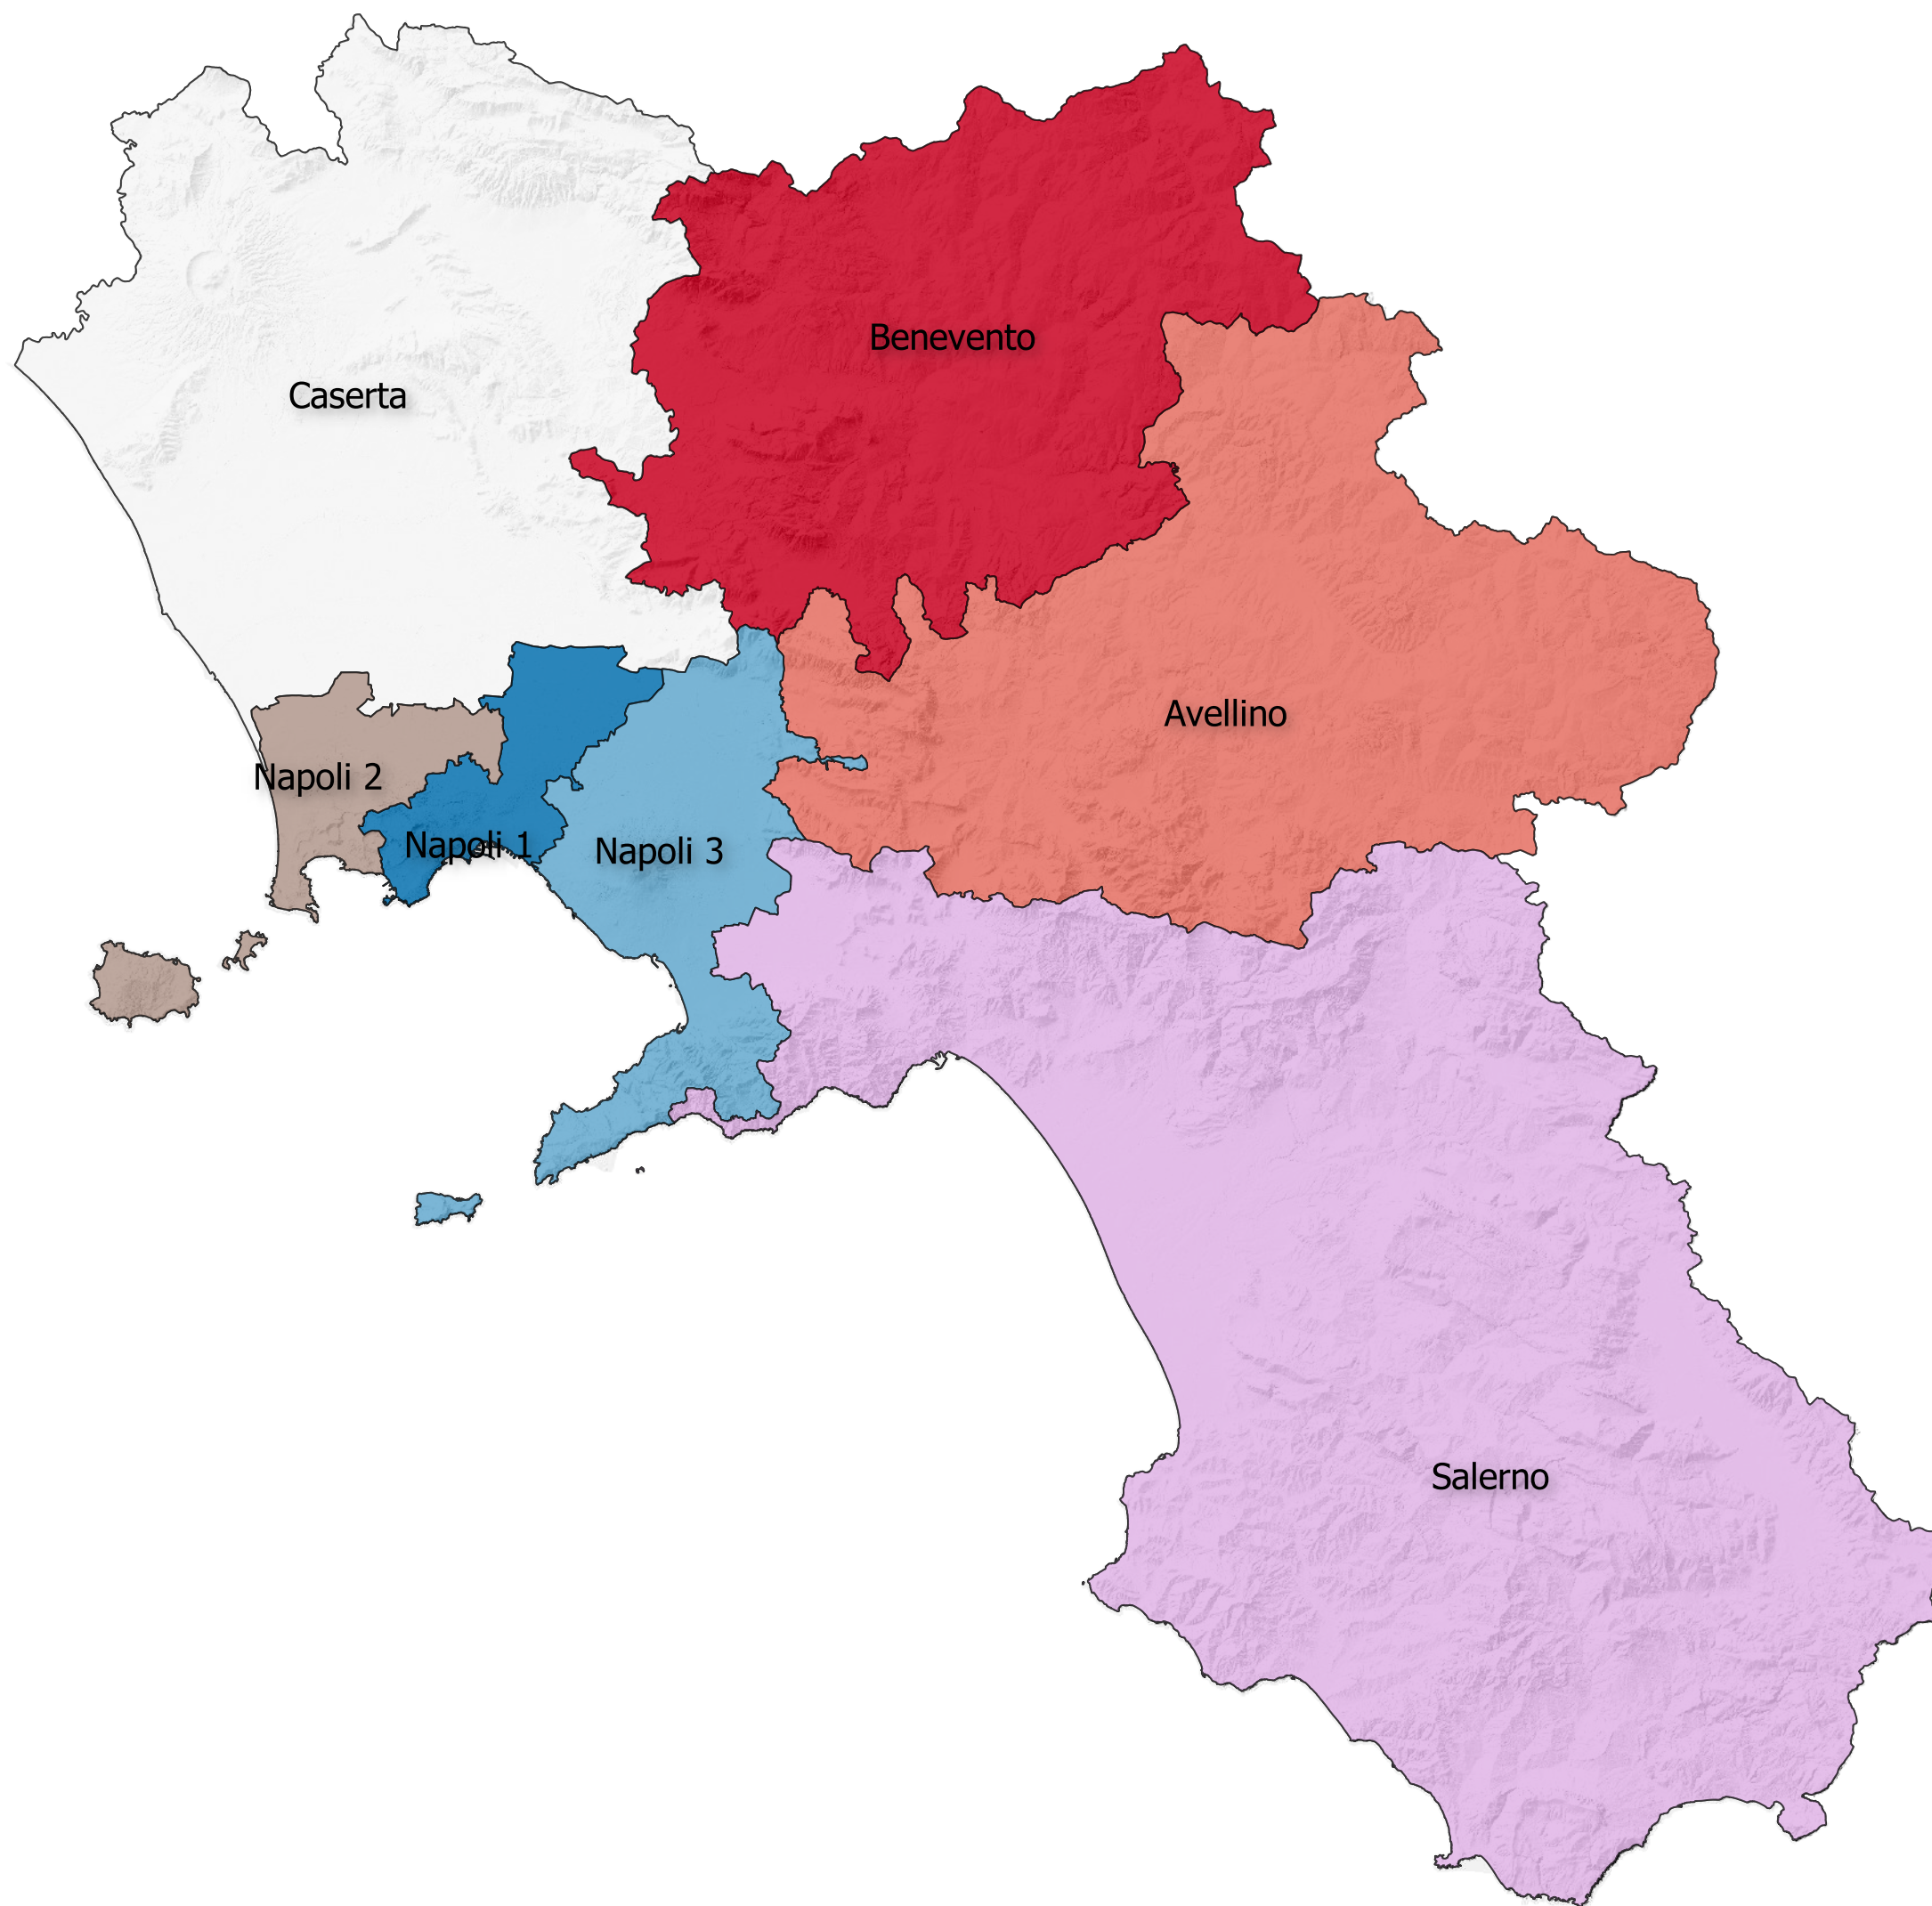 Benevento
Caserta
Avellino
Napoli 2
Napoli 1
Napoli 3
Salerno